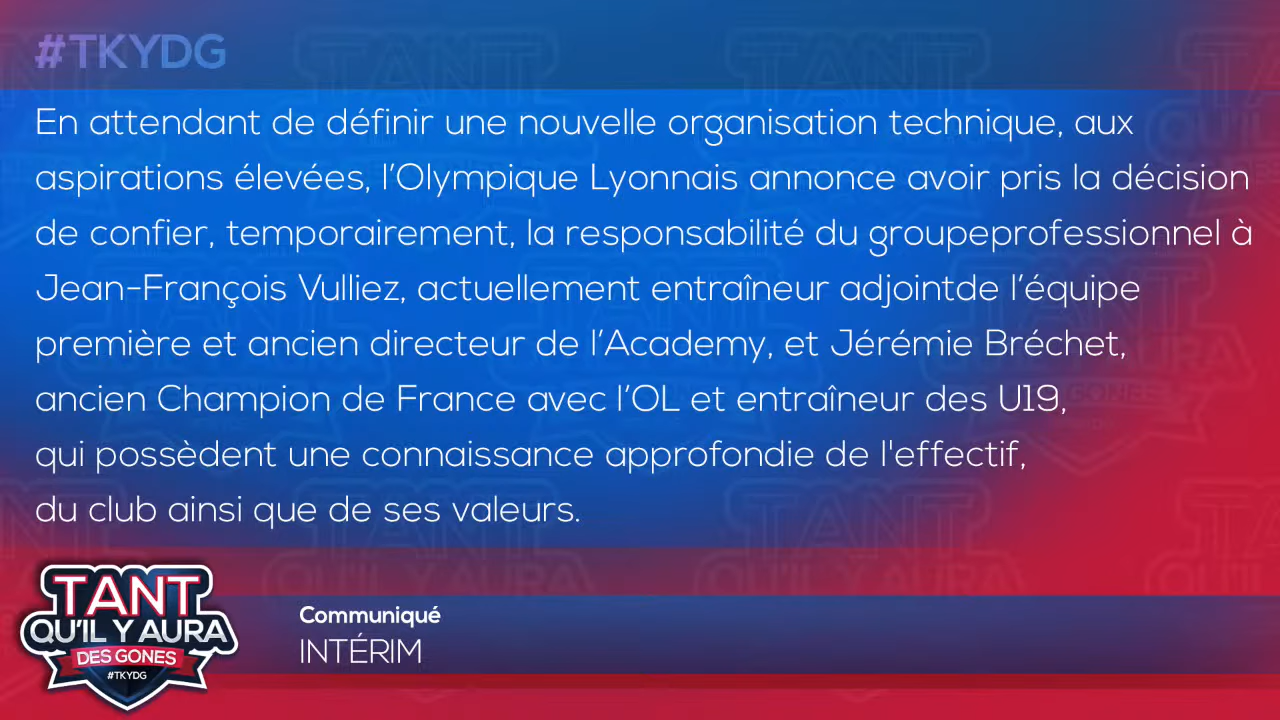 #TKYDG
En attendant de définir une nouvelle organisation technique, aux
aspirations élevées, l’Olympique Lyonnais annonce avoir pris la décision
de confier, temporairement, la responsabilité du groupeprofessionnel à
Jean-François Vulliez, actuellement entraîneur adjointde l’équipe
première et ancien directeur de l’Academy, et Jérémie Bréchet,
ancien Champion de France avec l’OL et entraîneur des U19,
qui possèdent une connaissance approfondie de l'effectif,
du club ainsi que de ses valeurs.
TANT
QU'IL Y AURA
DES GONES
#TKYDG
Communiqué
INTÉRIM